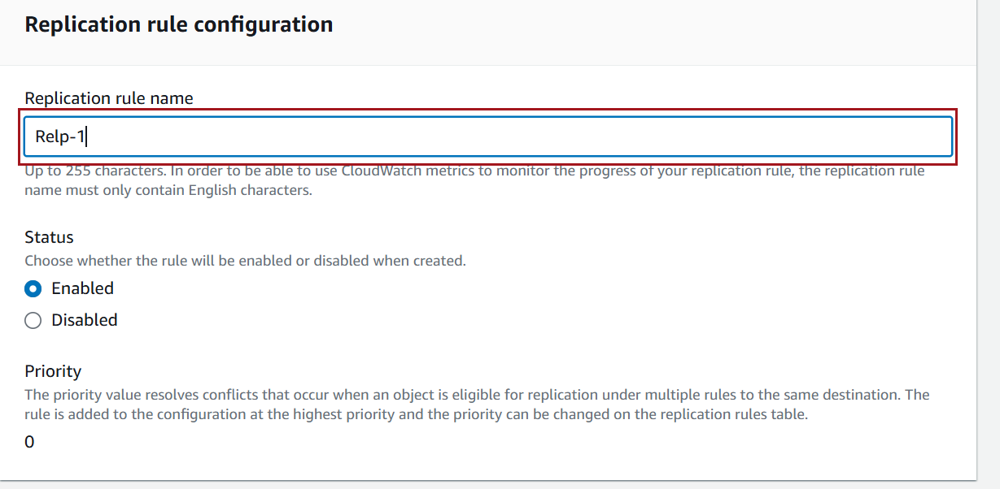 Replication rule configuration
Replication rule name
Relp-1
Up to 255 characters. In order to be able to use CloudWatch metrics to monitor the progress of your replication rule, the replication rule
name must only contain English characters.
Status
Choose whether the rule will be enabled or disabled when created.
Enabled
Disabled
Priority
The priority value resolves conflicts that occur when an object is eligible for replication under multiple rules to the same destination. The
rule is added to the configuration at the highest priority and the priority can be changed on the replication rules table.
0